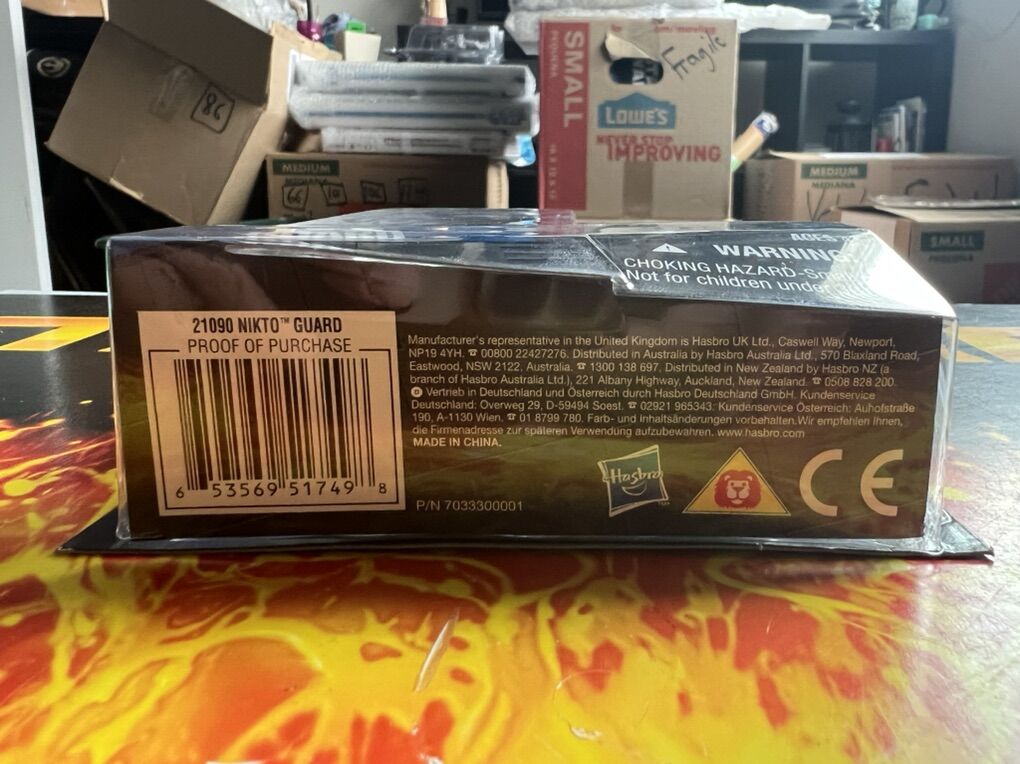 86
SMALL
PEQUEÑA
Fragile
LOWE'S
NEVER STOP
IMPROVING
MEDIUM
66
MEDIUM
MEDIANA
SMALL
AGES
WARNING
CHOKING HAZARD-Small
Not for children under
21090 NIKTO™ GUARD
PROOF OF PURCHASE
6 53569 51749 8
Manufacturer's representative in the United Kingdom is Hasbro UK Ltd., Caswell Way, Newport,
NP19 4YH. ☎ 00800 22427276. Distributed in Australia by Hasbro Australia Ltd., 570 Blaxland Road,
Eastwood, NSW 2122, Australia. ☎ 1300 138 697. Distributed in New Zealand by Hasbro NZ (a
branch of Hasbro Australia Ltd.), 221 Albany Highway, Auckland, New Zealand. ☎ 0508 828 200.
D Vertrieb in Deutschland und Österreich durch Hasbro Deutschland GmbH. Kundenservice
Deutschland: Overweg 29, D-59494 Soest. ☎ 02921 965343. Kundenservice Österreich: Auhofstraße
190, A-1130 Wien. ☎ 01 8799 780. Farb- und Inhaltsänderungen vorbehalten.Wir empfehlen Ihnen,
die Firmenadresse zur späteren Verwendung aufzubewahren. www.hasbro.com
MADE IN CHINA.
P/N 7033300001
Hasbro
CE